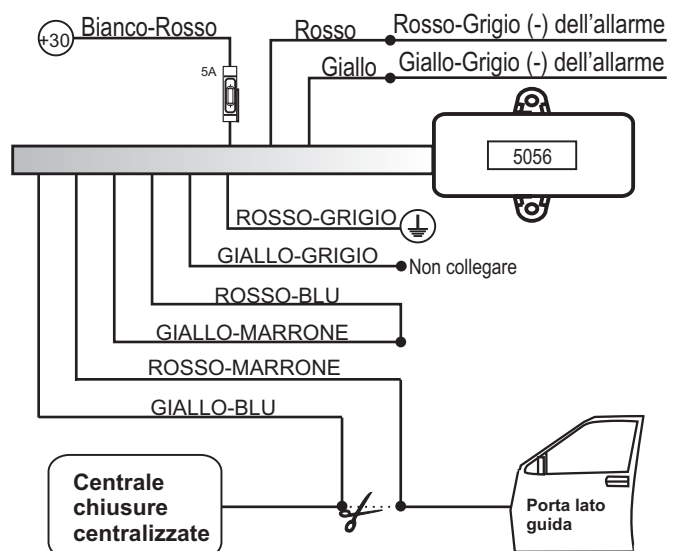 +30
Bianco-Rosso
Rosso
Rosso-Grigio (-) dell'allarme
5A
Giallo
Giallo-Grigio (-) dell'allarme
5056
ROSSO-GRIGIO
GIALLO-GRIGIO
Non collegare
ROSSO-BLU
GIALLO-MARRONE
ROSSO-MARRONE
GIALLO-BLU
Centrale
chiusure
centralizzate
Porta lato
guida